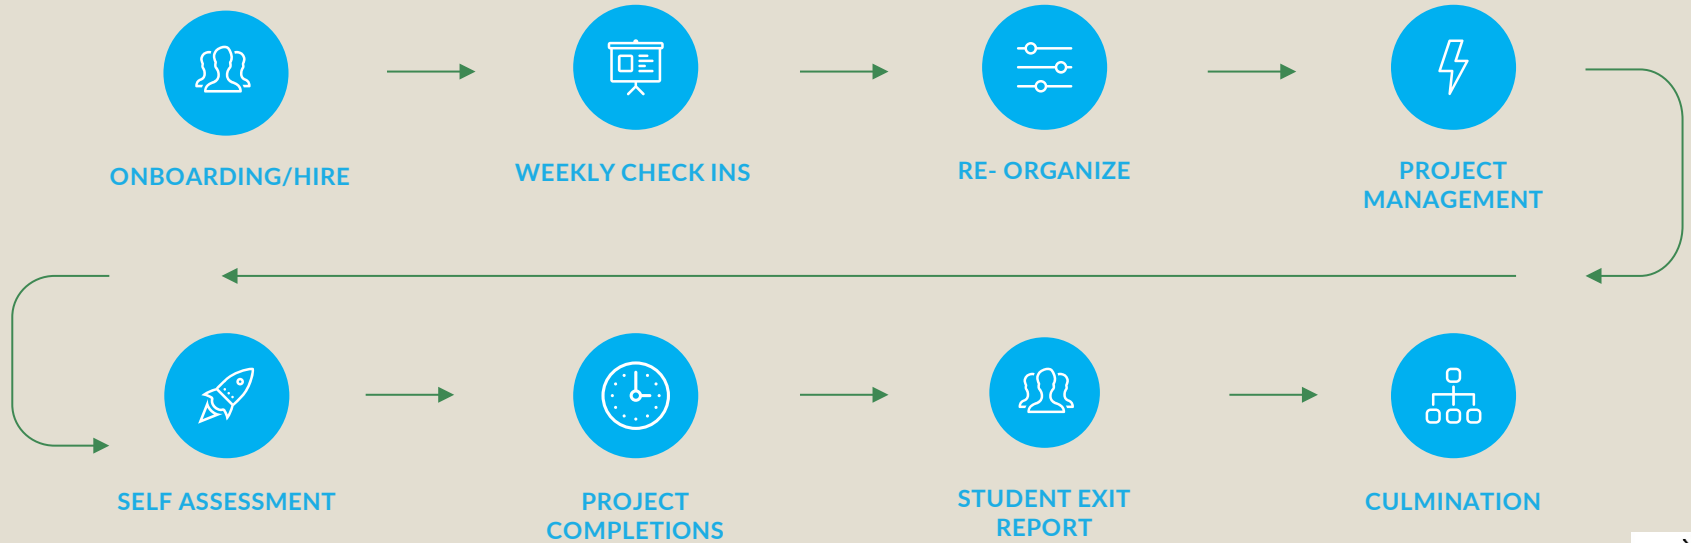 ONBOARDING/HIRE
WEEKLY CHECK INS
RE- ORGANIZE
PROJECT
MANAGEMENT
SELF ASSESSMENT
PROJECT
COMPLETIONS
STUDENT EXIT
REPORT
CULMINATION